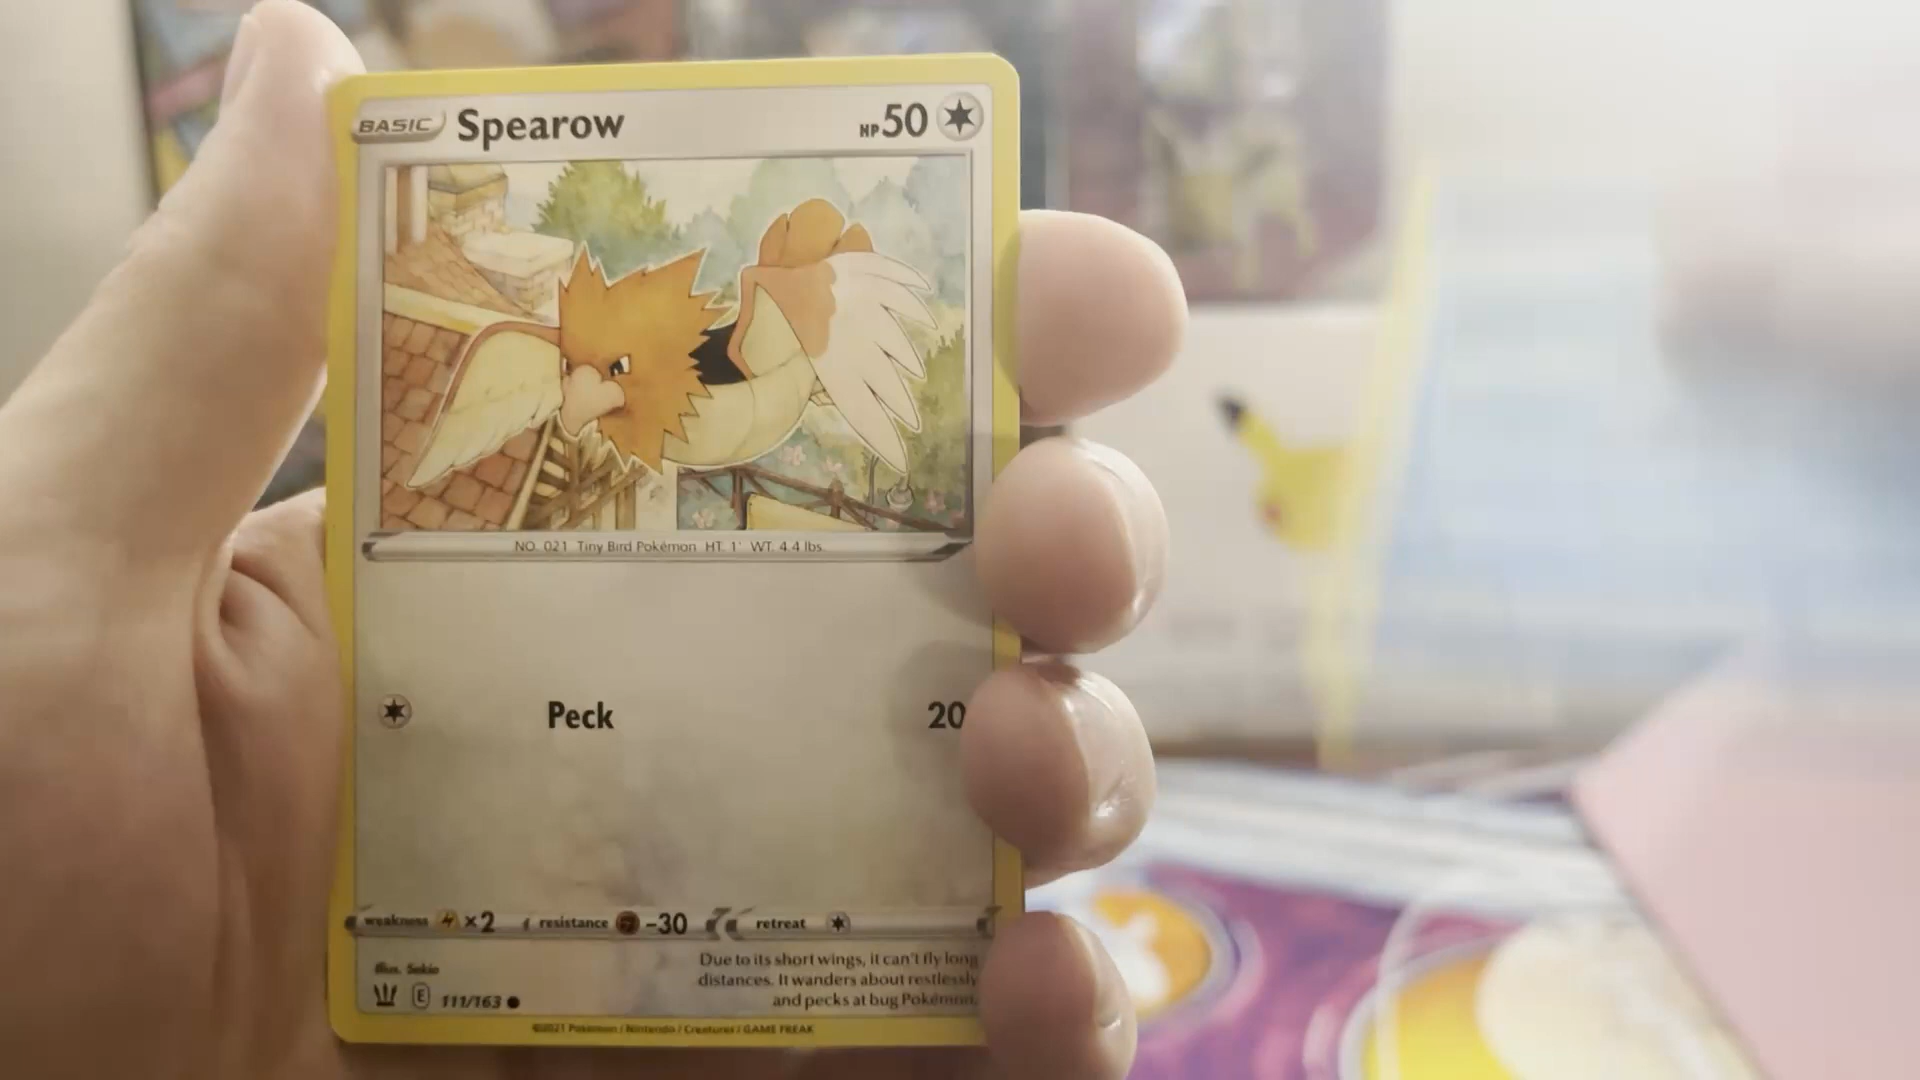 BASIC Spearow HP 50
NO. 021 Tiny Bird Pokémon HT. 1' WT. 4.4 lbs.
Peck 20
weakness ×2 resistance -30 retreat
Due to its short wings, it can't fly long
distances. It wanders about restlessly
and pecks at bug Pokémon.
Illus. Sekio
E 111/163
©2021 Pokémon / Nintendo / Creatures / GAME FREAK